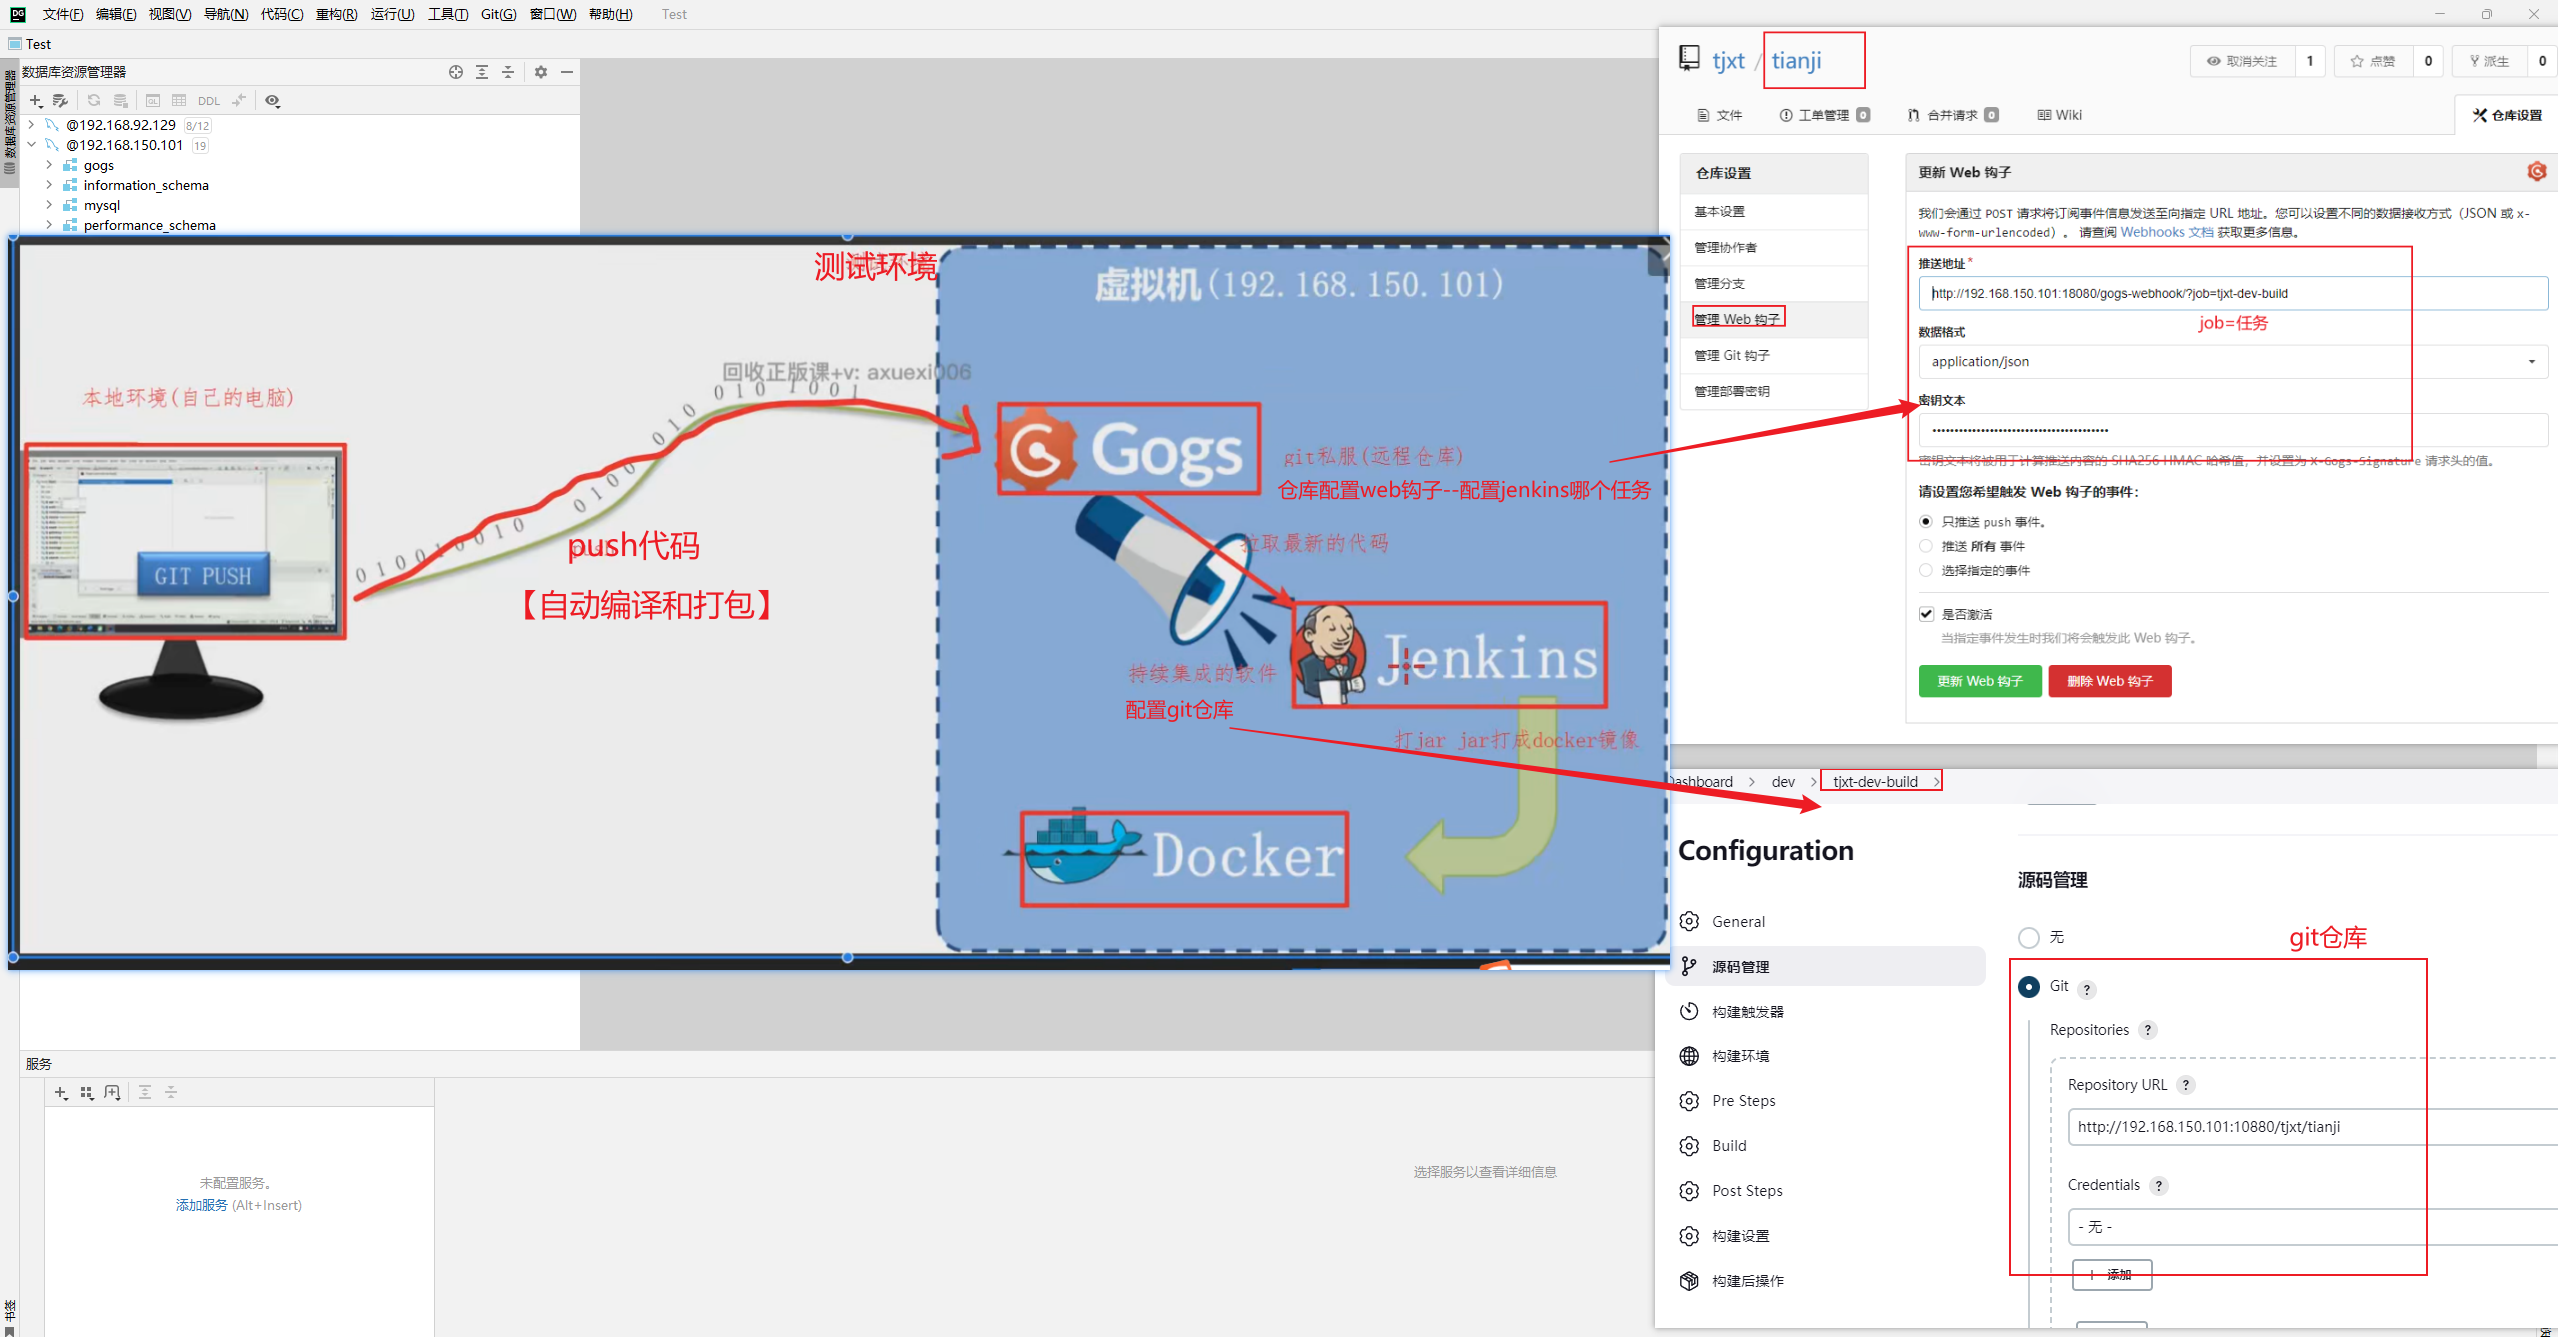 文件(F) 编辑(E) 视图(V) 导航(N) 代码(C) 重构(R) 运行(U) 工具(T) Git(G) 窗口(W) 帮助(H) Test
Test
数据库资源管理器
数据库资源管理器
DDL
@192.168.92.129 8/12
@192.168.150.101 19
gogs
information_schema
mysql
performance_schema
测试环境
虚拟机(192.168.150.101)
回收正版课+v: axuexi006
本地环境(自己的电脑)
GIT PUSH
push代码
【自动编译和打包】
Gogs
git私服(远程仓库)
仓库配置web钩子--配置jenkins哪个任务
拉取最新的代码
Jenkins
持续集成的软件
配置git仓库
打jar jar打成docker镜像
Docker
服务
未配置服务。
添加服务 (Alt+Insert)
选择服务以查看详细信息
书签
tjxt / tianji
取消关注 1
点赞 0
派生 0
文件
工单管理 0
合并请求 0
Wiki
仓库设置
仓库设置
基本设置
管理协作者
管理分支
管理 Web 钩子
管理 Git 钩子
管理部署密钥
更新 Web 钩子
我们会通过 POST 请求将订阅事件信息发送至向指定 URL 地址。您可以设置不同的数据接收方式（JSON 或 x-
www-form-urlencoded）。 请查阅 Webhooks 文档 获取更多信息。
推送地址*
http://192.168.150.101:18080/gogs-webhook/?job=tjxt-dev-build
job=任务
数据格式
application/json
密钥文本
密钥文本将被用于计算推送内容的 SHA256 HMAC 哈希值，并设置为 X-Gogs-Signature 请求头的值。
请设置您希望触发 Web 钩子的事件：
只推送 push 事件。
推送 所有 事件
选择指定的事件
是否激活
当指定事件发生时我们将会触发此 Web 钩子。
更新 Web 钩子
删除 Web 钩子
Dashboard > dev > tjxt-dev-build >
Configuration
General
源码管理
构建触发器
构建环境
Pre Steps
Build
Post Steps
构建设置
构建后操作
源码管理
无
git仓库
Git ?
Repositories ?
Repository URL ?
http://192.168.150.101:10880/tjxt/tianji
Credentials ?
- 无 -
添加